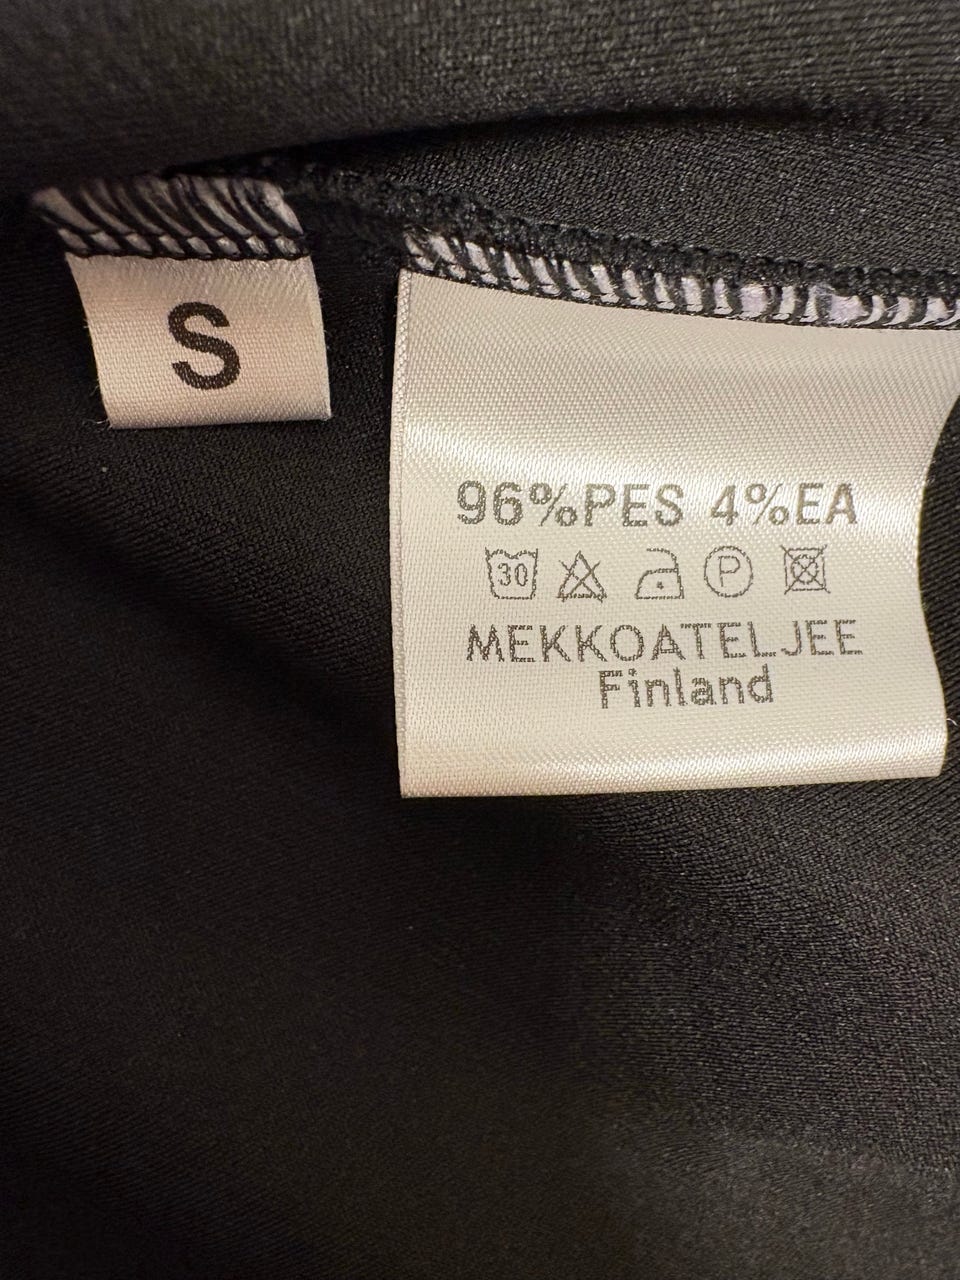 S
96%PES 4%EA
30 P
MEKKOATELJEE
Finland